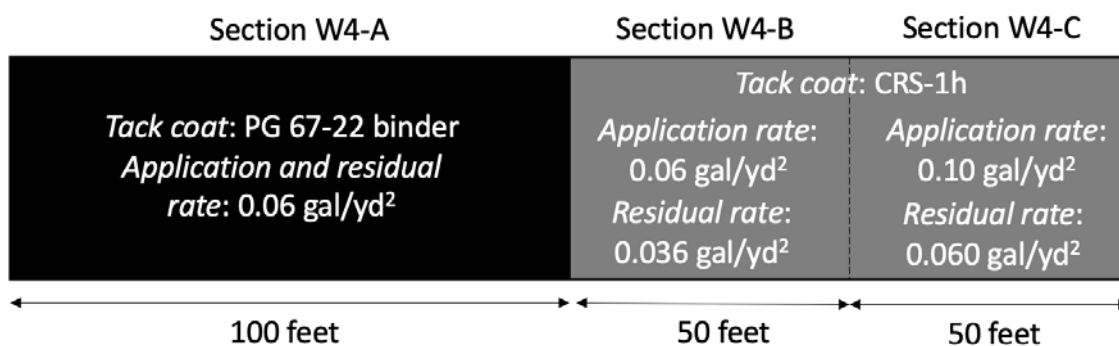 Section W4-A
Section W4-B
Section W4-C
Tack coat: PG 67-22 binder
Application and residual
rate: 0.06 gal/yd²
Tack coat: CRS-1h
Application rate:
0.06 gal/yd²
Residual rate:
0.036 gal/yd²
Application rate:
0.10 gal/yd²
Residual rate:
0.060 gal/yd²
100 feet
50 feet
50 feet